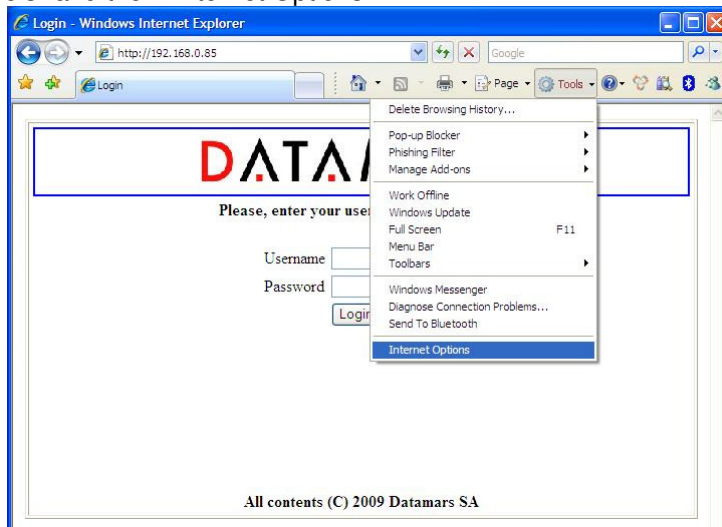 Login - Windows Internet Explorer
http://192.168.0.85
Google
Login
Page
Tools
Delete Browsing History...
Pop-up Blocker
Phishing Filter
Manage Add-ons
Work Offline
Windows Update
Full Screen F11
Menu Bar
Toolbars
Windows Messenger
Diagnose Connection Problems...
Send To Bluetooth
Internet Options
Please, enter your
Username
Password
Login
All contents (C) 2009 Datamars SA